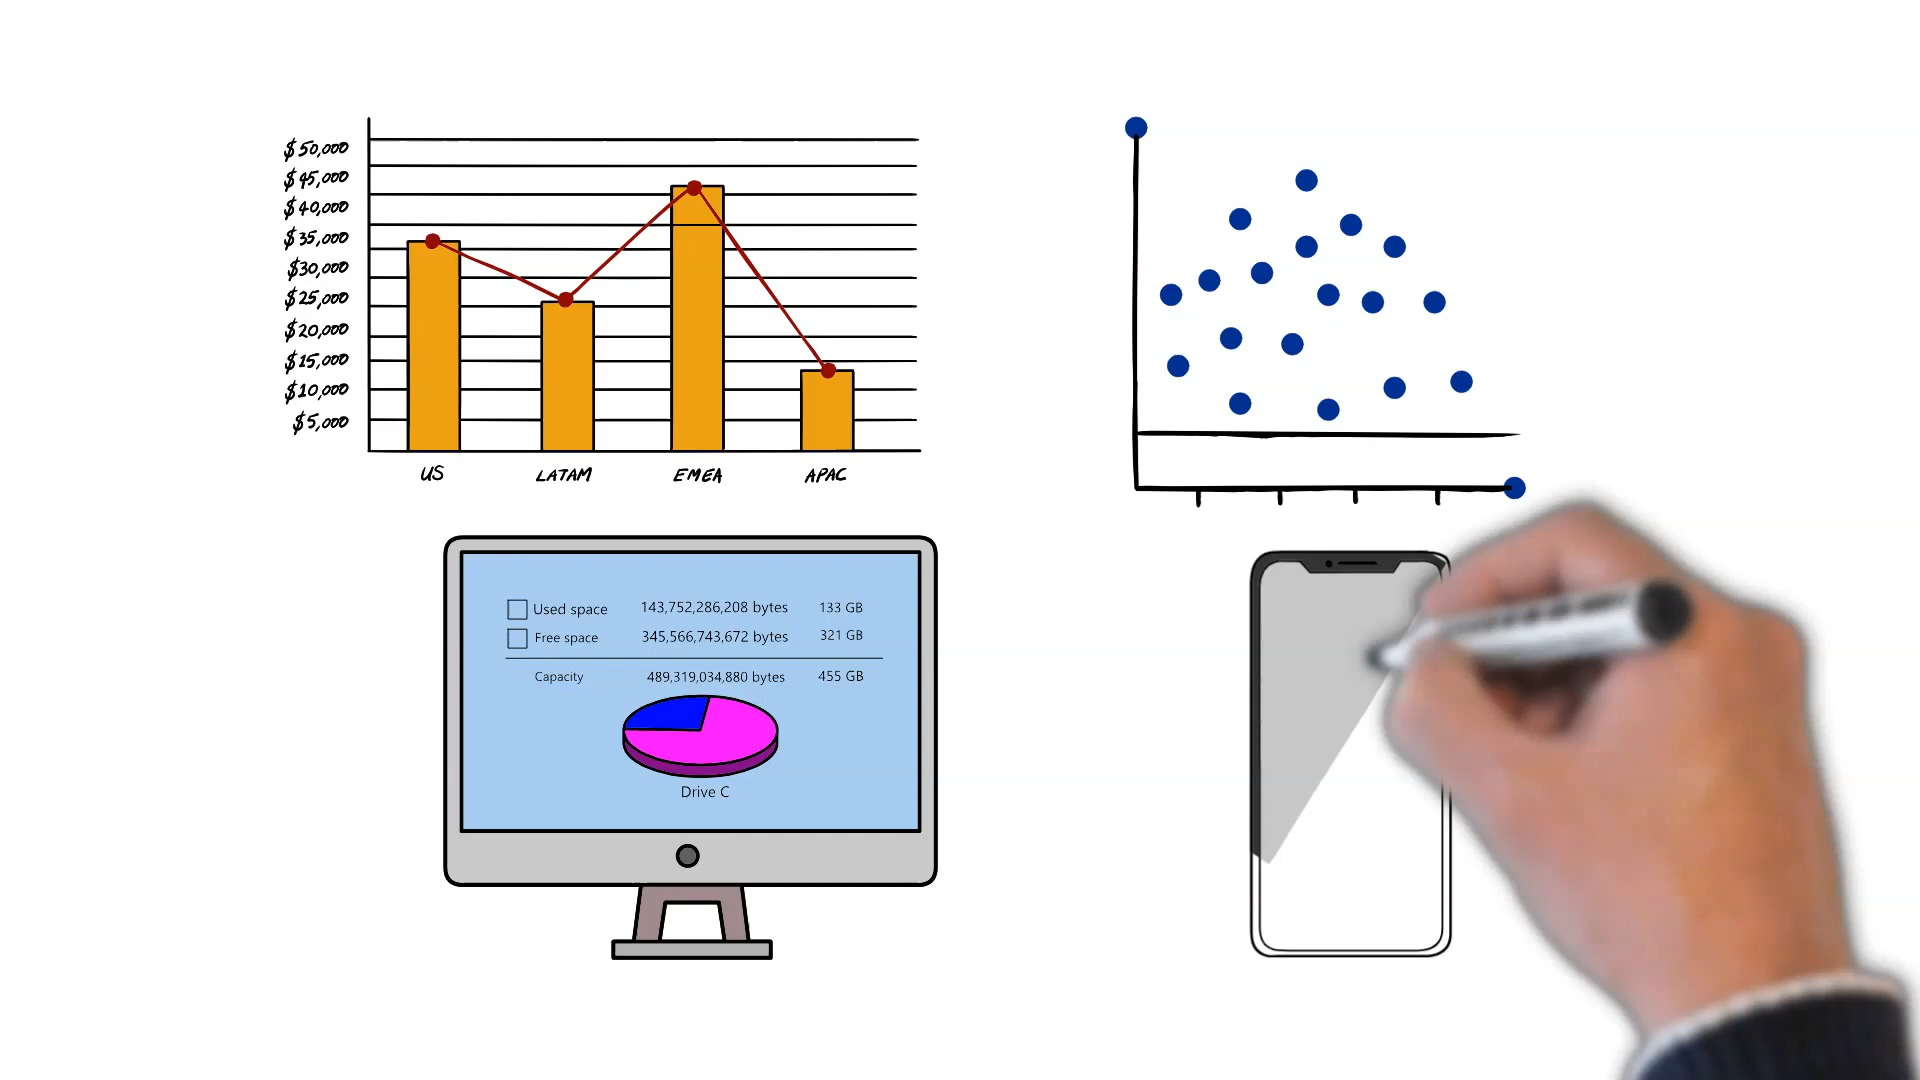 $50,000
$45,000
$40,000
$35,000
$30,000
$25,000
$20,000
$15,000
$10,000
$5,000
US LATAM EMEA APAC
Used space 143,752,286,208 bytes 133 GB
Free space 345,566,743,672 bytes 321 GB
Capacity 489,319,034,880 bytes 455 GB
Drive C